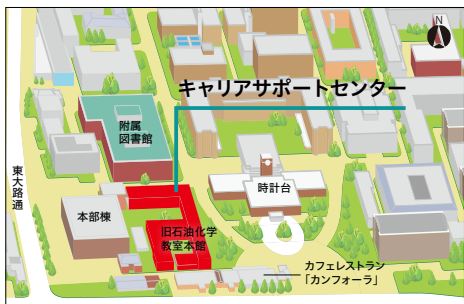 N
キャリアサポートセンター
附属
図書館
東大路通
時計台
本部棟
旧石油化学
教室本館
カフェレストラン
「カンフォーラ」